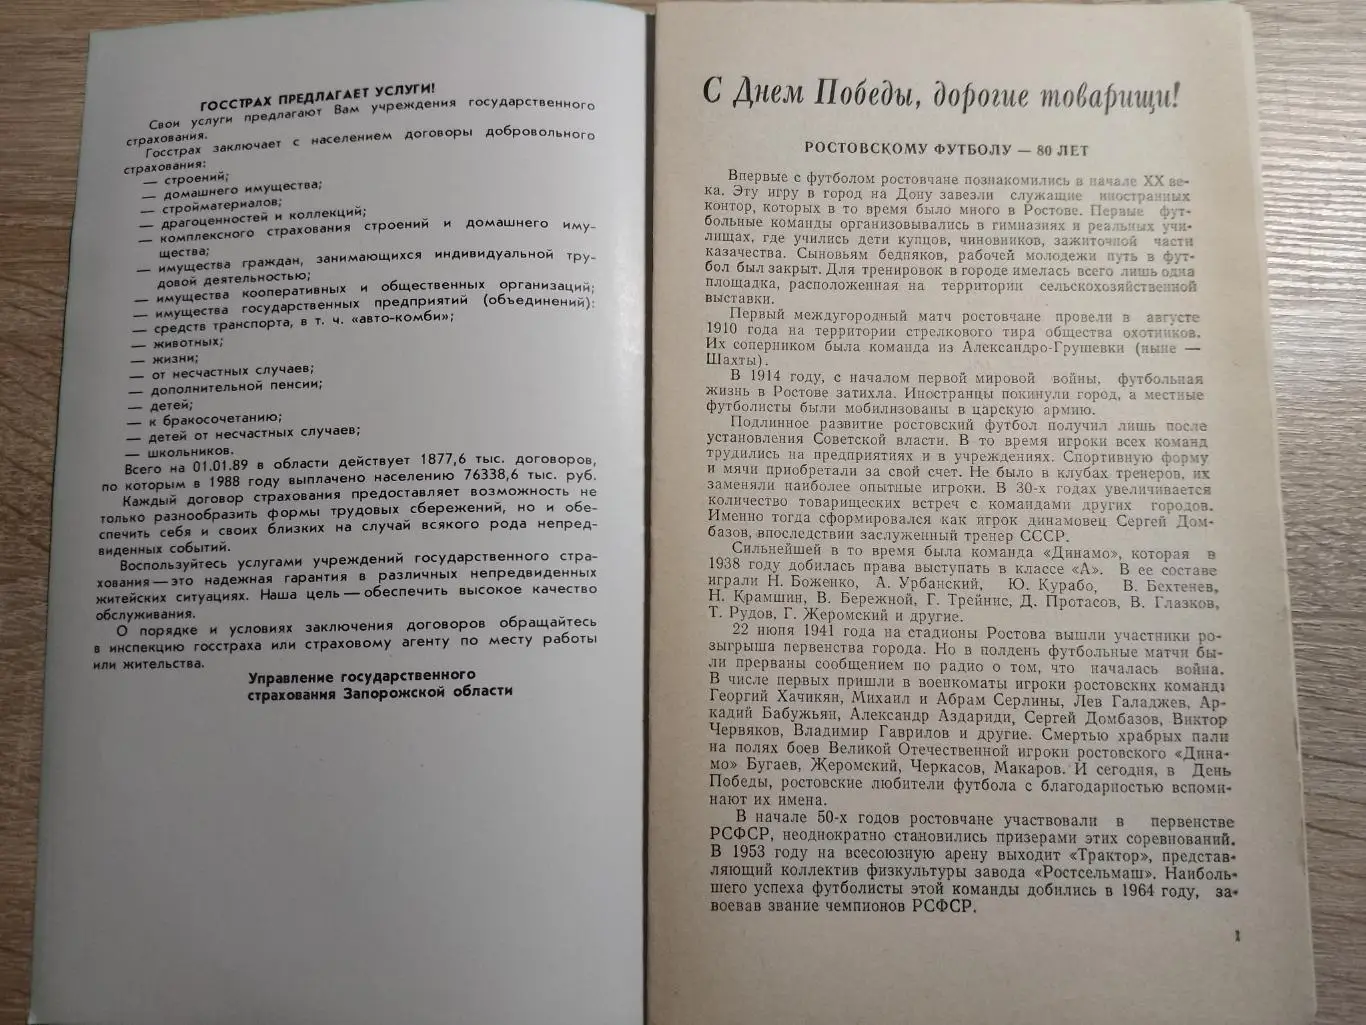 ГОССТРАХ ПРЕДЛАГАЕТ УСЛУГИ!
Свои услуги предлагают Вам учреждения государственного
страхования.
Госстрах заключает с населением договоры добровольного
страхования:
— строений;
— домашнего имущества;
— стройматериалов;
— драгоценностей и коллекций;
— комплексного страхования строений и домашнего иму-
щества;
— имущества граждан, занимающихся индивидуальной тру-
довой деятельностью;
— имущества кооперативных и общественных организаций;
— имущества государственных предприятий (объединений):
— средств транспорта, в т. ч. «авто-комби»;
— животных;
— жизни;
— от несчастных случаев;
— дополнительной пенсии;
— детей;
— к бракосочетанию;
— детей от несчастных случаев;
— школьников.
Всего на 01.01.89 в области действует 1877,6 тыс. договоров,
по которым в 1988 году выплачено населению 76338,6 тыс. руб.
Каждый договор страхования предоставляет возможность не
только разнообразить формы трудовых сбережений, но и обе-
спечить себя и своих близких на случай всякого рода непред-
виденных событий.
Воспользуйтесь услугами учреждений государственного стра-
хования — это надежная гарантия в различных непредвиденных
житейских ситуациях. Наша цель — обеспечить высокое качество
обслуживания.
О порядке и условиях заключения договоров обращайтесь
в инспекцию госстраха или страховому агенту по месту работы
или жительства.
Управление государственного
страхования Запорожской области
С Днем Победы, дорогие товарищи!
РОСТОВСКОМУ ФУТБОЛУ — 80 ЛЕТ
Впервые с футболом ростовчане познакомились в начале XX ве-
ка. Эту игру в город на Дону завезли служащие иностранных
контор, которых в то время было много в Ростове. Первые фут-
больные команды организовывались в гимназиях и реальных учи-
лищах, где учились дети купцов, чиновников, зажиточной части
казачества. Сыновьям бедняков, рабочей молодежи путь в фут-
бол был закрыт. Для тренировок в городе имелась всего лишь одна
площадка, расположенная на территории сельскохозяйственной
выставки.
Первый междугородный матч ростовчане провели в августе
1910 года на территории стрелкового тира общества охотников.
Их соперником была команда из Александро-Грушевки (ныне —
Шахты).
В 1914 году, с началом первой мировой войны, футбольная
жизнь в Ростове затихла. Иностранцы покинули город, а местные
футболисты были мобилизованы в царскую армию.
Подлинное развитие ростовский футбол получил лишь после
установления Советской власти. В то время игроки всех команд
трудились на предприятиях и в учреждениях. Спортивную форму
и мячи приобретали за свой счет. Не было в клубах тренеров, их
заменяли наиболее опытные игроки. В 30-х годах увеличивается
количество товарищеских встреч с командами других городов.
Именно тогда сформировался как игрок динамовец Сергей Дом-
базов, впоследствии заслуженный тренер СССР.
Сильнейшей в то время была команда «Динамо», которая в
1938 году добилась права выступать в классе «А». В ее составе
играли Н. Боженко, А. Урбанский, Ю. Курабо, В. Бехтенев,
Н. Крамшин, В. Бережной, Г. Трейнис, Д. Протасов, В. Глазков,
Т. Рудов, Г. Жеромский и другие.
22 июня 1941 года на стадионы Ростова вышли участники ро-
зыгрыша первенства города. Но в полдень футбольные матчи бы-
ли прерваны сообщением по радио о том, что началась война.
В числе первых пришли в военкоматы игроки ростовских команд:
Георгий Хачикян, Михаил и Абрам Серлины, Лев Галаджев, Ар-
кадий Бабужьян, Александр Аздариди, Сергей Домбазов, Виктор
Червяков, Владимир Гаврилов и другие. Смертью храбрых пали
на полях боев Великой Отечественной игроки ростовского «Дина-
мо» Бугаев, Жеромский, Черкасов, Макаров. И сегодня, в День
Победы, ростовские любители футбола с благодарностью вспоми-
нают их имена.
В начале 50-х годов ростовчане участвовали в первенстве
РСФСР, неоднократно становились призерами этих соревнований.
В 1953 году на всесоюзную арену выходит «Трактор», представ-
ляющий коллектив физкультуры завода «Ростсельмаш». Наиболь-
шего успеха футболисты этой команды добились в 1964 году, за-
воевав звание чемпионов РСФСР.
1